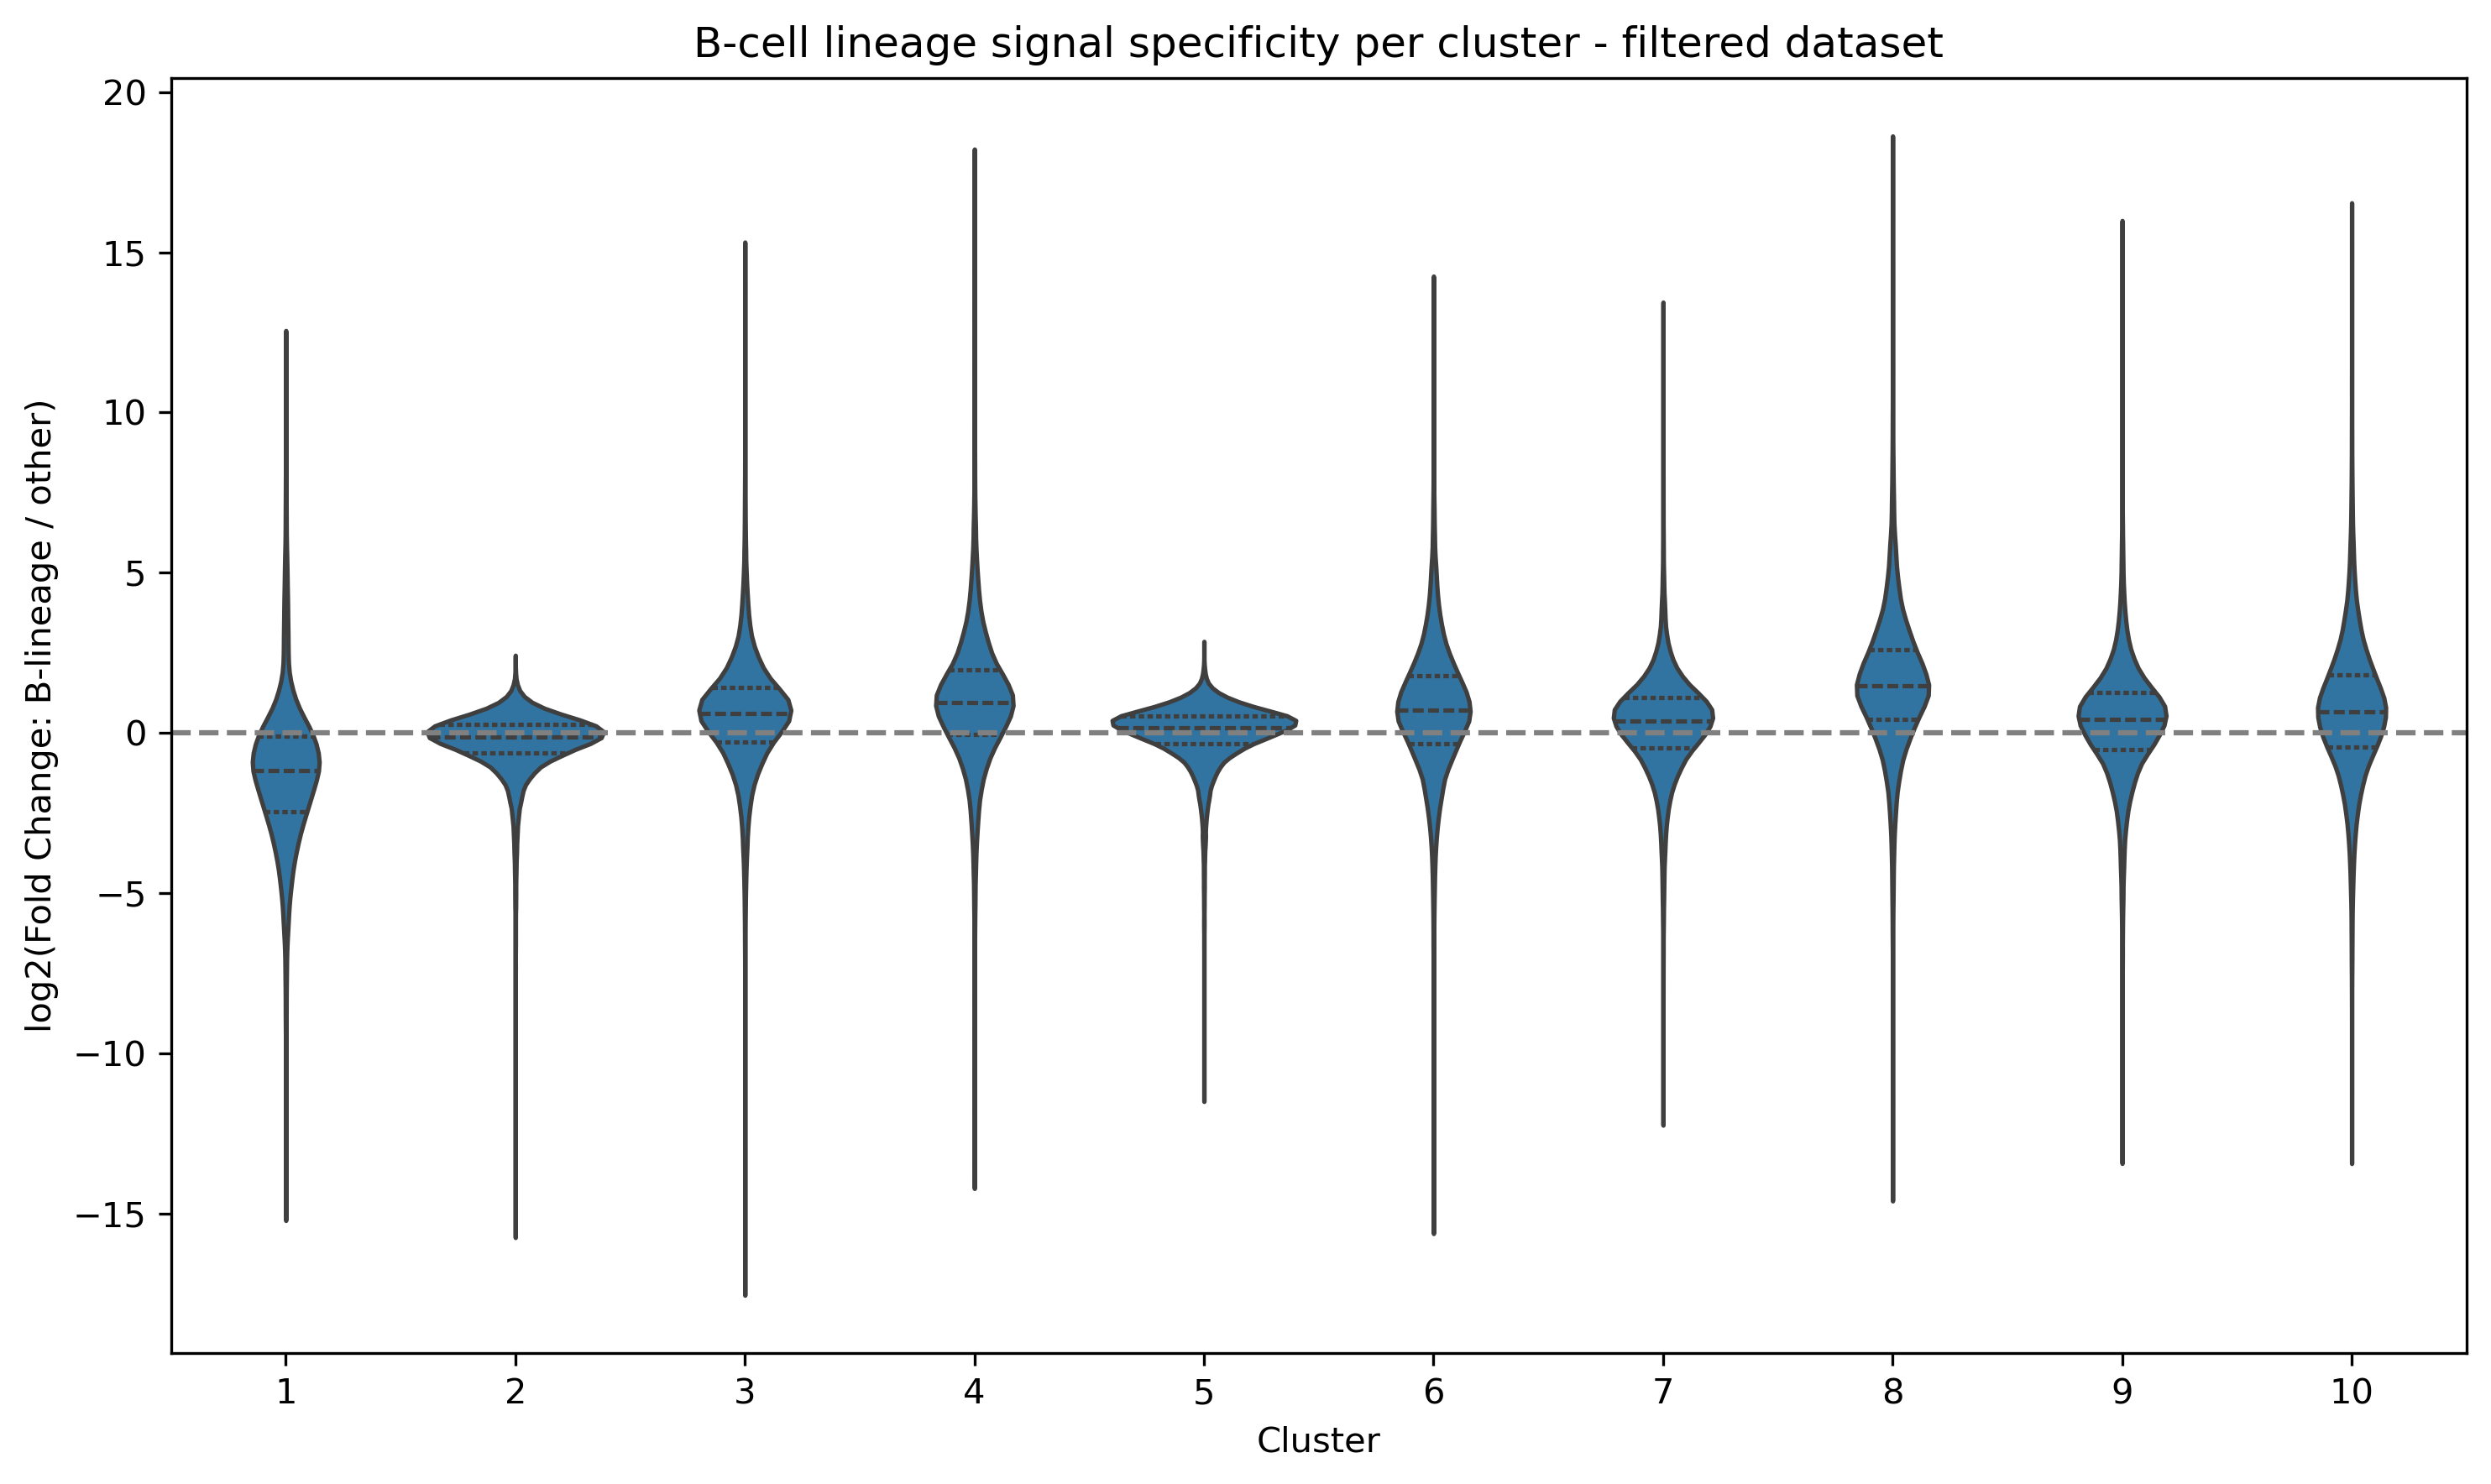 B-cell lineage signal specificity per cluster - filtered dataset
log2(Fold Change: B-lineage / other)
20
15
10
5
0
−5
−10
−15
1 2 3 4 5 6 7 8 9 10
Cluster